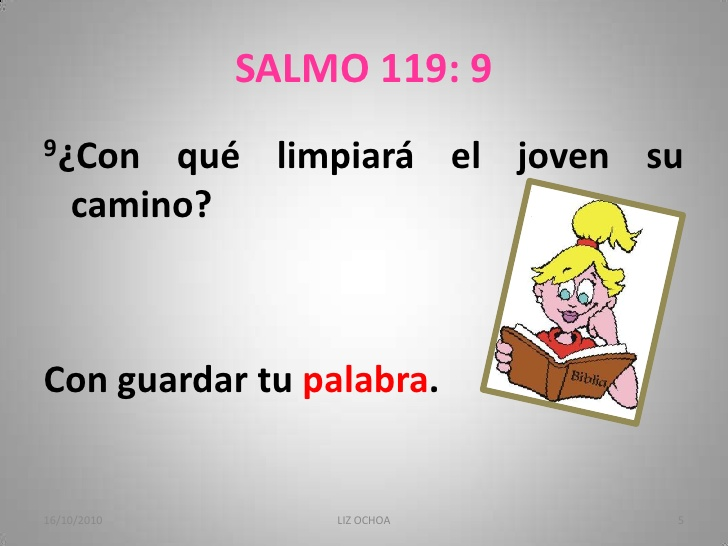 SALMO 119: 9
9¿Con qué limpiará el joven su
camino?
Biblia
Con guardar tu palabra.
16/10/2010 LIZ OCHOA 5